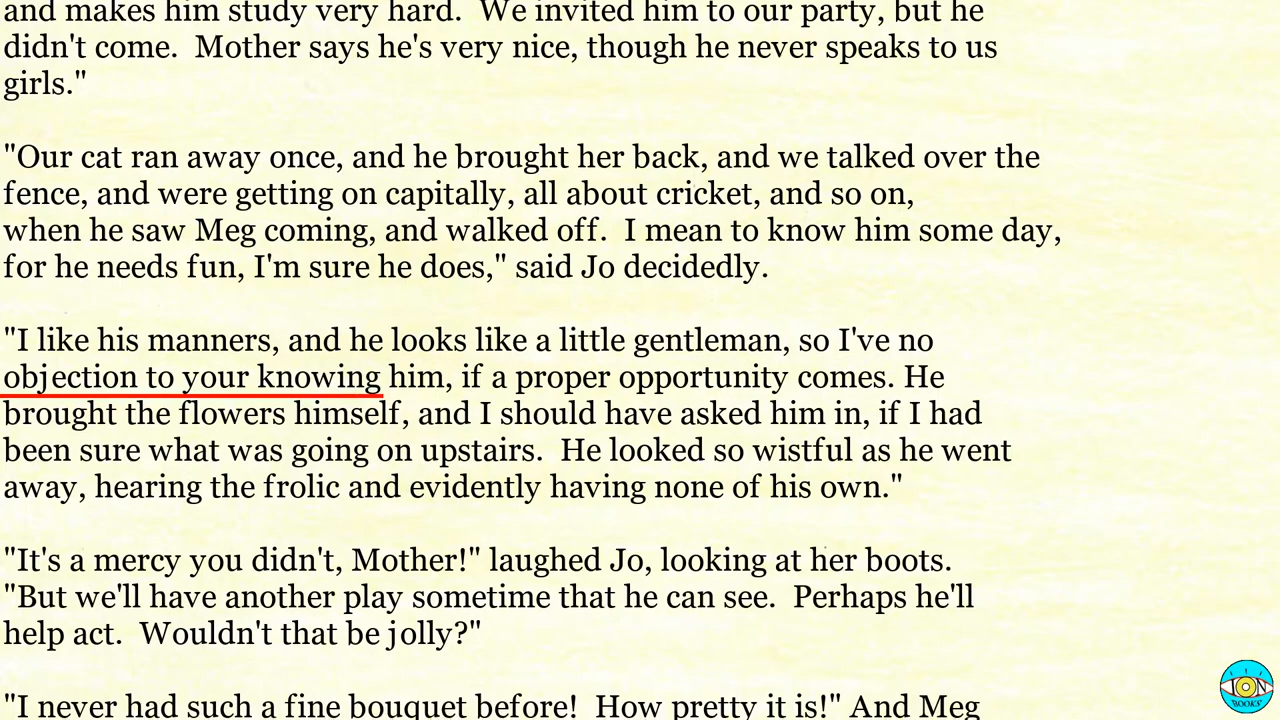 and makes him study very hard.  We invited him to our party, but he
didn't come.  Mother says he's very nice, though he never speaks to us
girls."
"Our cat ran away once, and he brought her back, and we talked over the
fence, and were getting on capitally, all about cricket, and so on,
when he saw Meg coming, and walked off.  I mean to know him some day,
for he needs fun, I'm sure he does," said Jo decidedly.
"I like his manners, and he looks like a little gentleman, so I've no
objection to your knowing him, if a proper opportunity comes. He
brought the flowers himself, and I should have asked him in, if I had
been sure what was going on upstairs.  He looked so wistful as he went
away, hearing the frolic and evidently having none of his own."
"It's a mercy you didn't, Mother!" laughed Jo, looking at her boots.
"But we'll have another play sometime that he can see.  Perhaps he'll
help act.  Wouldn't that be jolly?"
"I never had such a fine bouquet before!  How pretty it is!" And Meg
ION
BOOKS